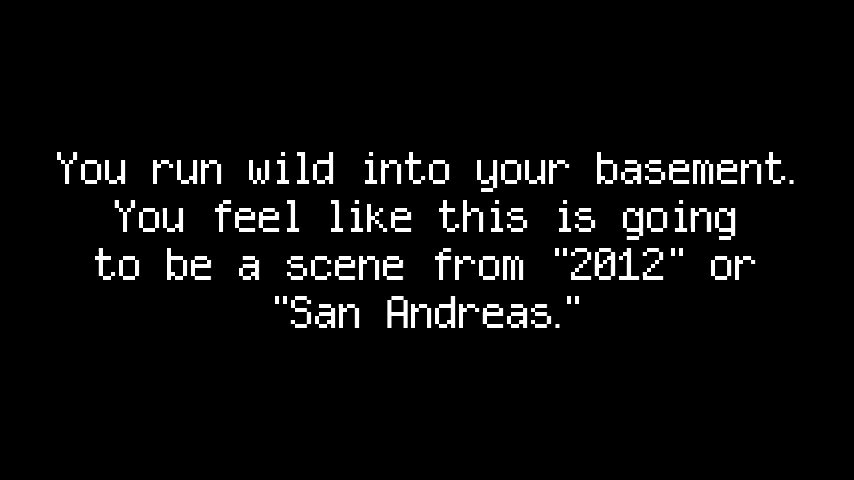 You run wild into your basement.
You feel like this is going
to be a scene from "2012" or
"San Andreas."